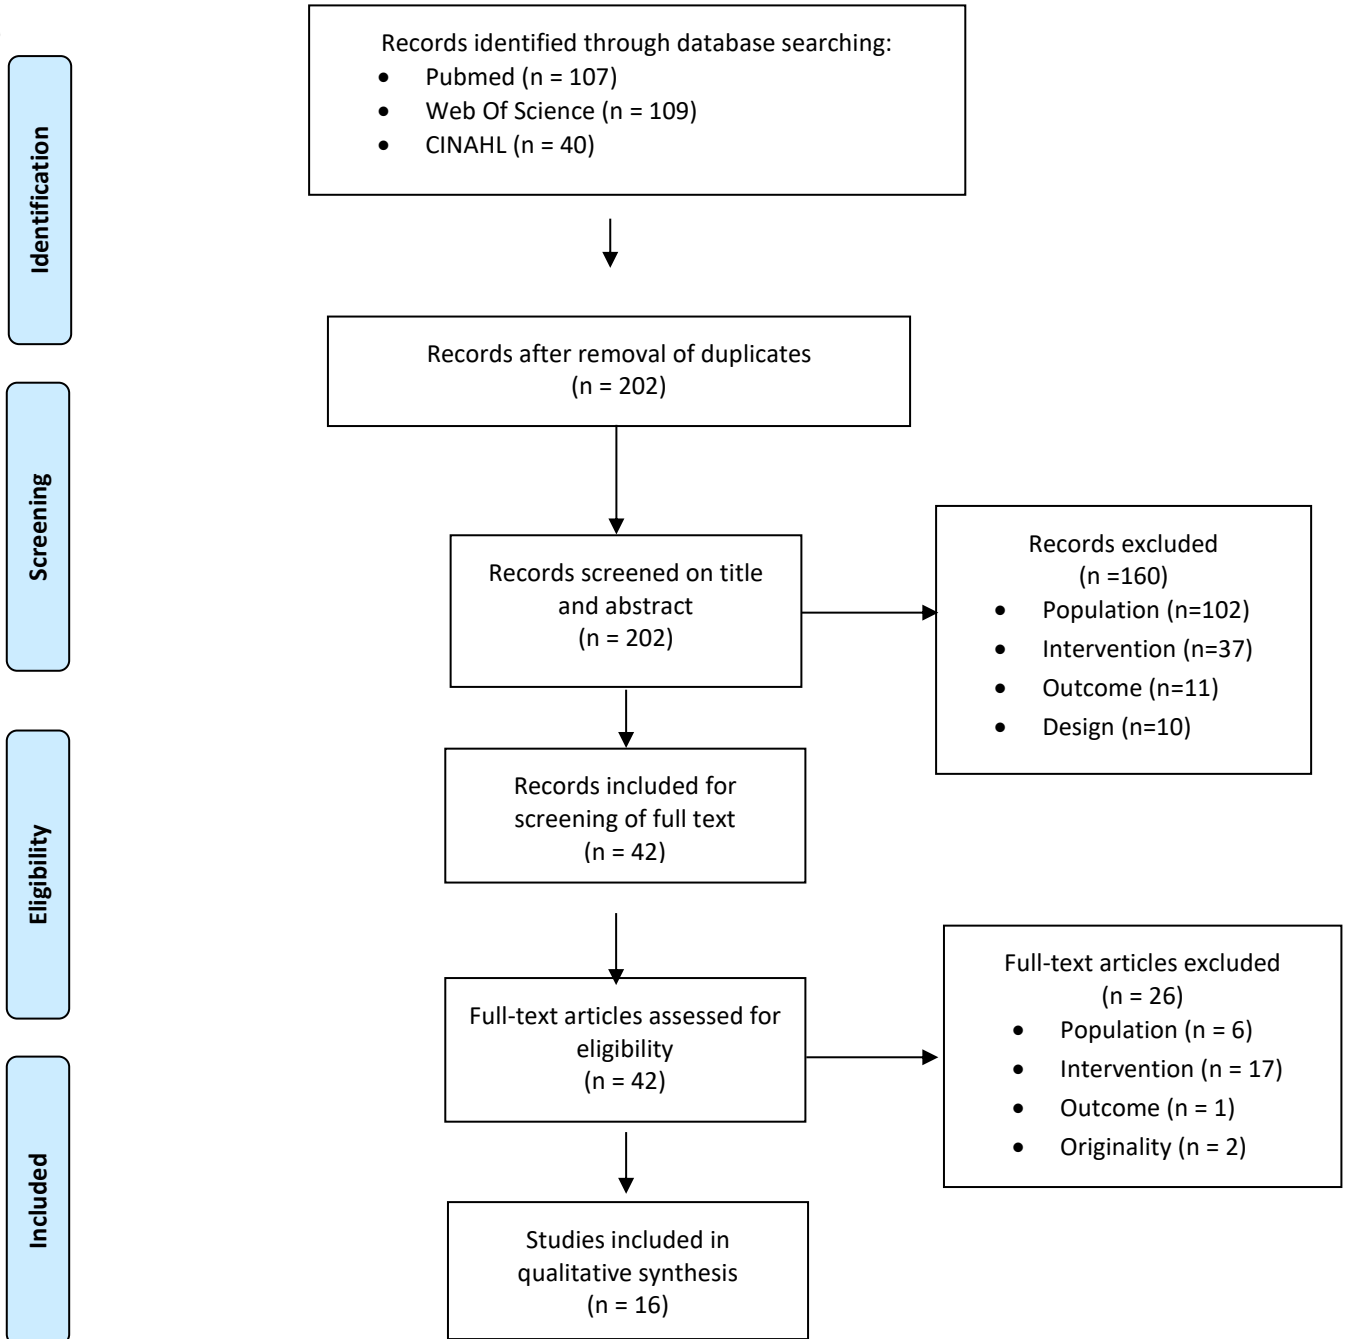 Records identified through database searching:
• Pubmed (n = 107)
• Web Of Science (n = 109)
• CINAHL (n = 40)
Identification
Records after removal of duplicates
(n = 202)
Screening
Records screened on title
and abstract
(n = 202)
Records excluded
(n =160)
• Population (n=102)
• Intervention (n=37)
• Outcome (n=11)
• Design (n=10)
Records included for
screening of full text
(n = 42)
Eligibility
Full-text articles assessed for
eligibility
(n = 42)
Full-text articles excluded
(n = 26)
• Population (n = 6)
• Intervention (n = 17)
• Outcome (n = 1)
• Originality (n = 2)
Included
Studies included in
qualitative synthesis
(n = 16)